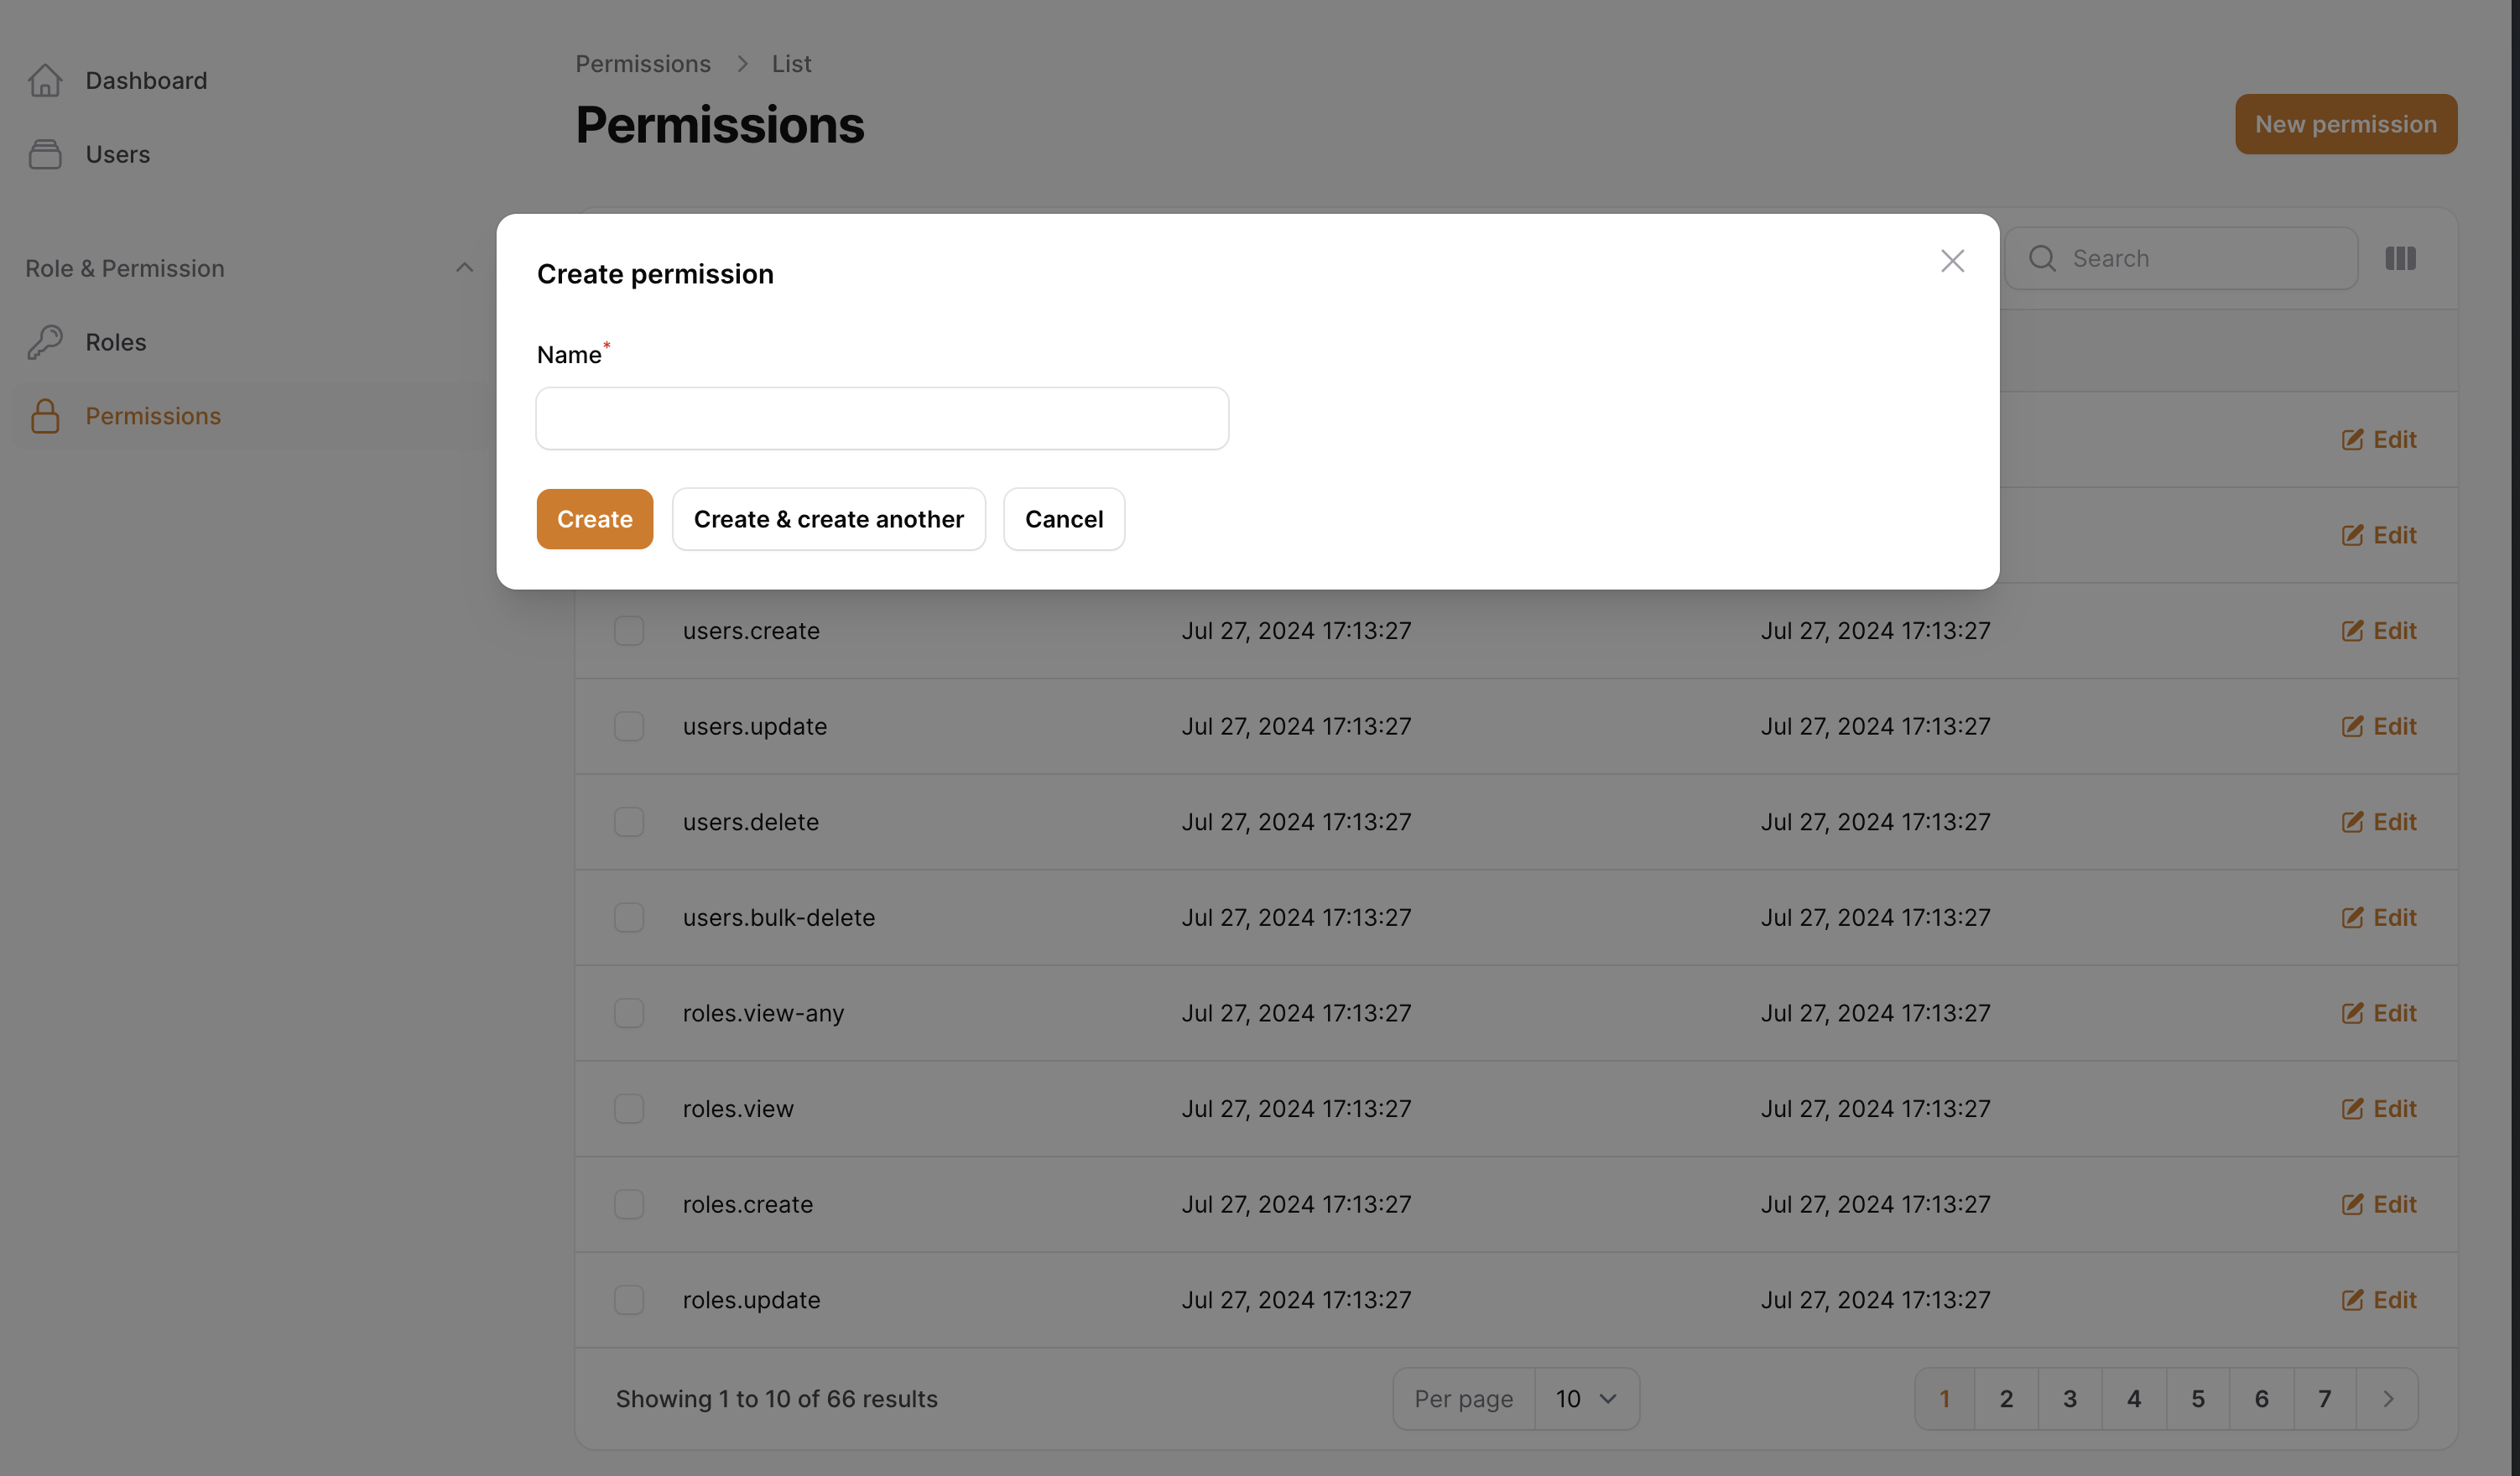 Dashboard
Users
Role & Permission
Roles
Permissions
Permissions > List
Permissions
New permission
Search
Create permission
Name*
Create
Create & create another
Cancel
Edit
Edit
users.create Jul 27, 2024 17:13:27 Jul 27, 2024 17:13:27 Edit
users.update Jul 27, 2024 17:13:27 Jul 27, 2024 17:13:27 Edit
users.delete Jul 27, 2024 17:13:27 Jul 27, 2024 17:13:27 Edit
users.bulk-delete Jul 27, 2024 17:13:27 Jul 27, 2024 17:13:27 Edit
roles.view-any Jul 27, 2024 17:13:27 Jul 27, 2024 17:13:27 Edit
roles.view Jul 27, 2024 17:13:27 Jul 27, 2024 17:13:27 Edit
roles.create Jul 27, 2024 17:13:27 Jul 27, 2024 17:13:27 Edit
roles.update Jul 27, 2024 17:13:27 Jul 27, 2024 17:13:27 Edit
Showing 1 to 10 of 66 results Per page 10 1 2 3 4 5 6 7